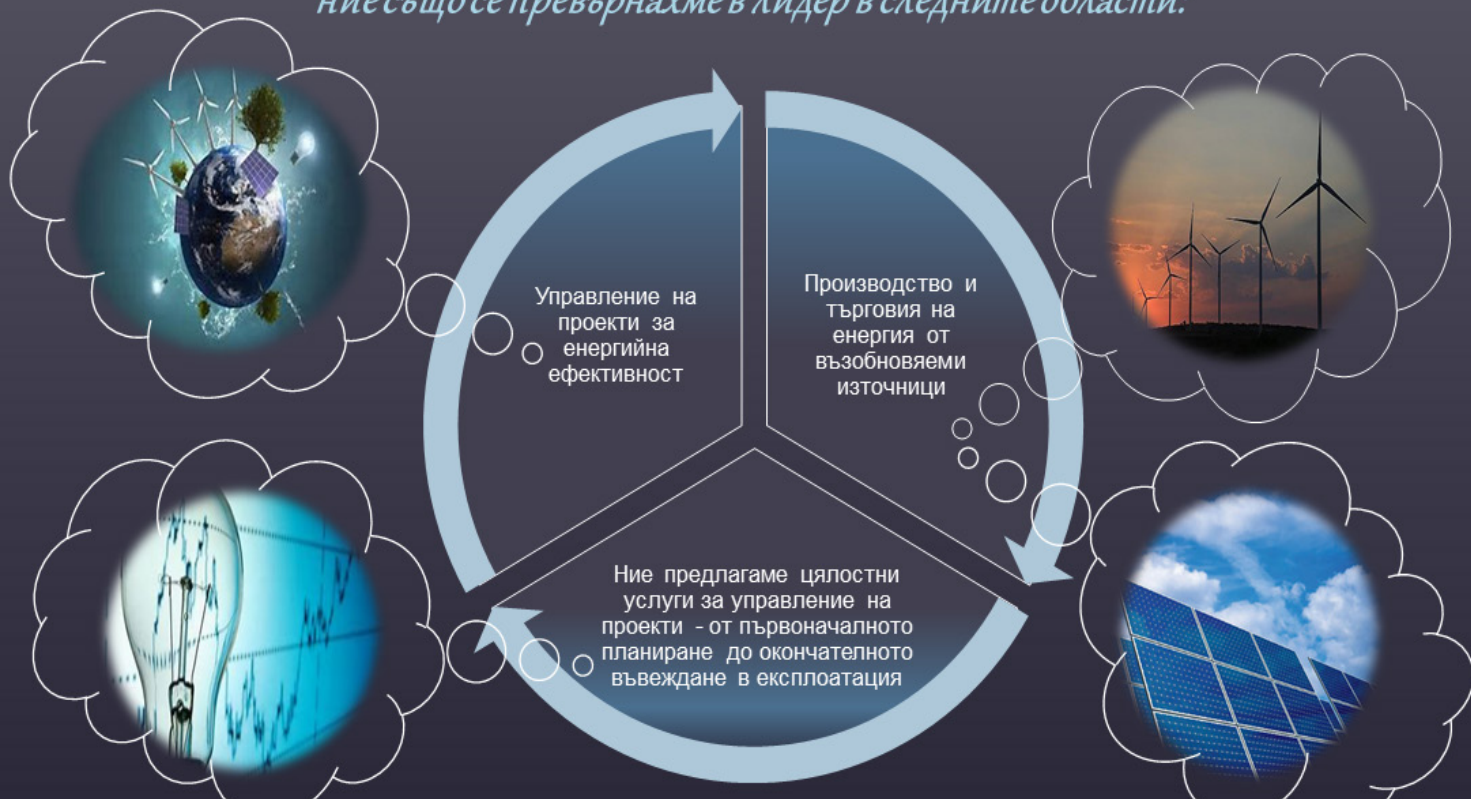 ние също се превърнахме в лидер в следните области:
Управление на
проекти за
енергийна
ефективност
Производство и
търговия на
енергия от
възобновяеми
източници
Ние предлагаме цялостни
услуги за управление на
проекти - от първоначалното
планиране до окончателното
въвеждане в експлоатация